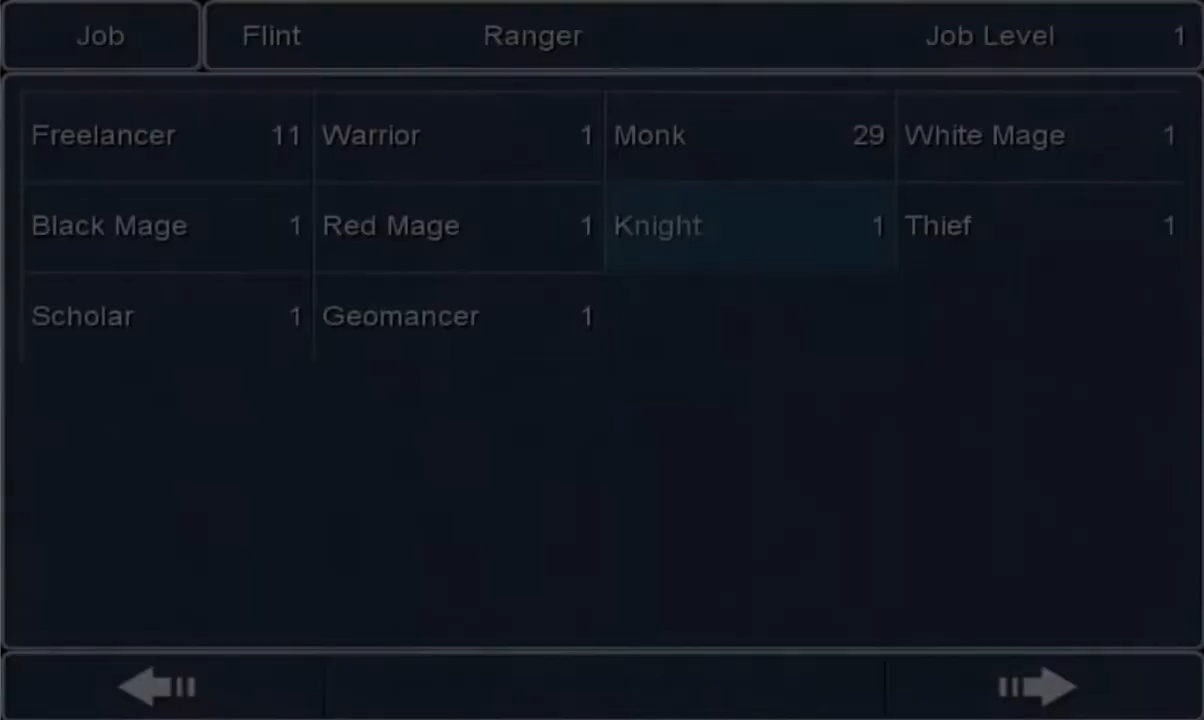 Job Flint Ranger Job Level 1
Freelancer 11 Warrior 1 Monk 29 White Mage 1
Black Mage 1 Red Mage 1 Knight 1 Thief 1
Scholar 1 Geomancer 1